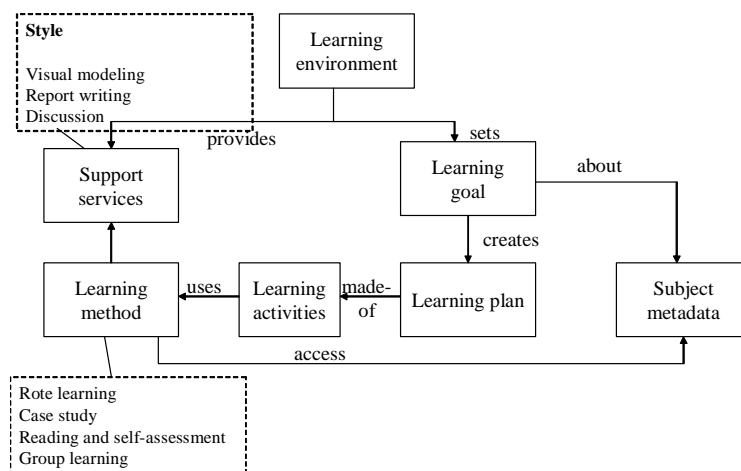 Style
Visual modeling
Report writing
Discussion
Learning
environment
provides
sets
Support
services
Learning
goal
about
creates
Learning
method
uses
Learning
activities
made-
of
Learning plan
Subject
metadata
access
Rote learning
Case study
Reading and self-assessment
Group learning